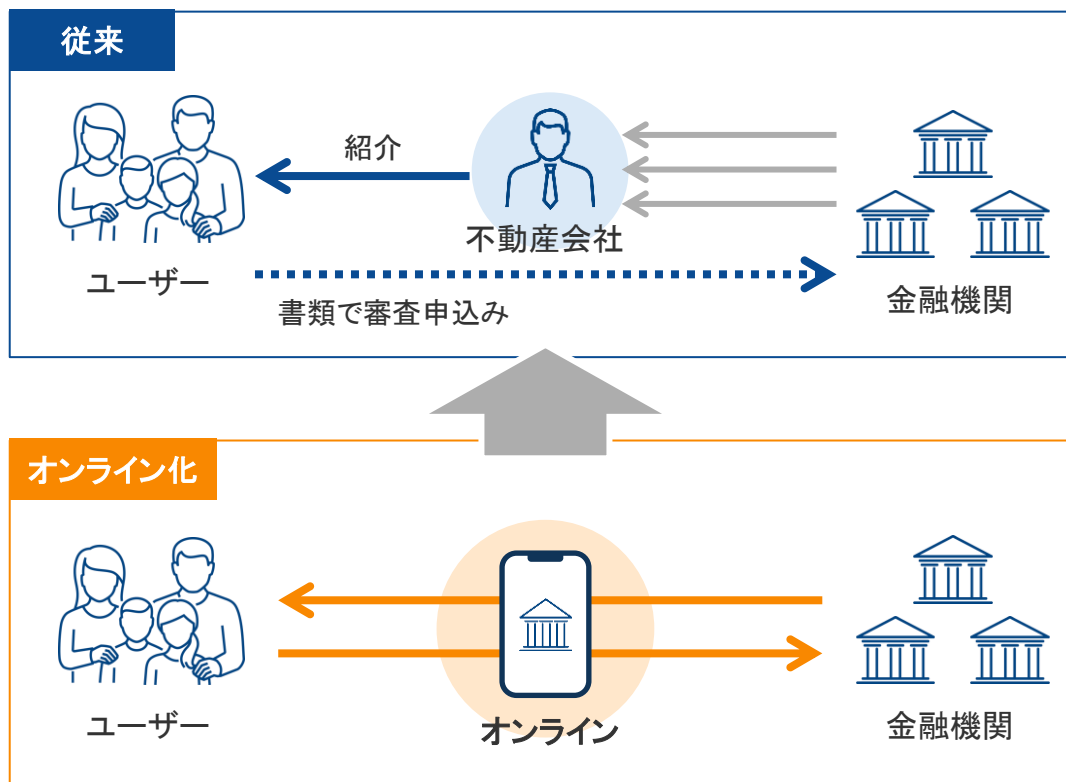 従来
紹介
不動産会社
ユーザー
書類で審査申込み
金融機関
オンライン化
ユーザー
オンライン
金融機関